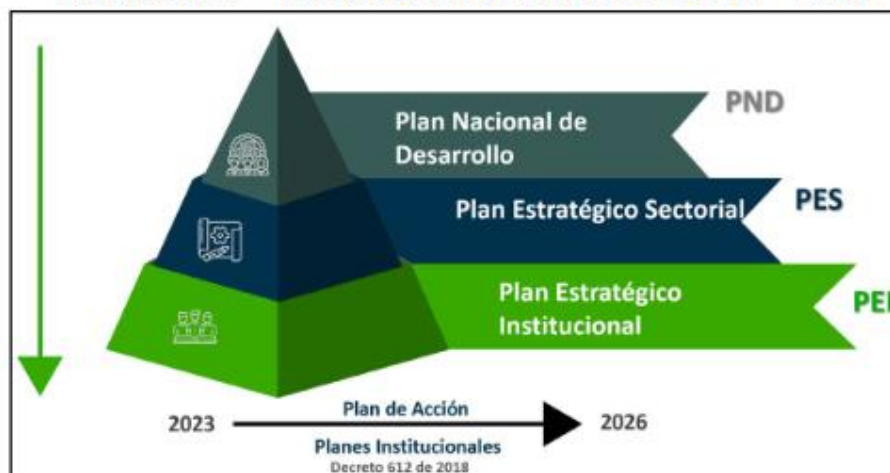 Plan Nacional de
Desarrollo
PND
Plan Estratégico Sectorial
PES
Plan Estratégico
Institucional
2023
Plan de Acción
2026
Planes Institucionales
Decreto 612 de 2018